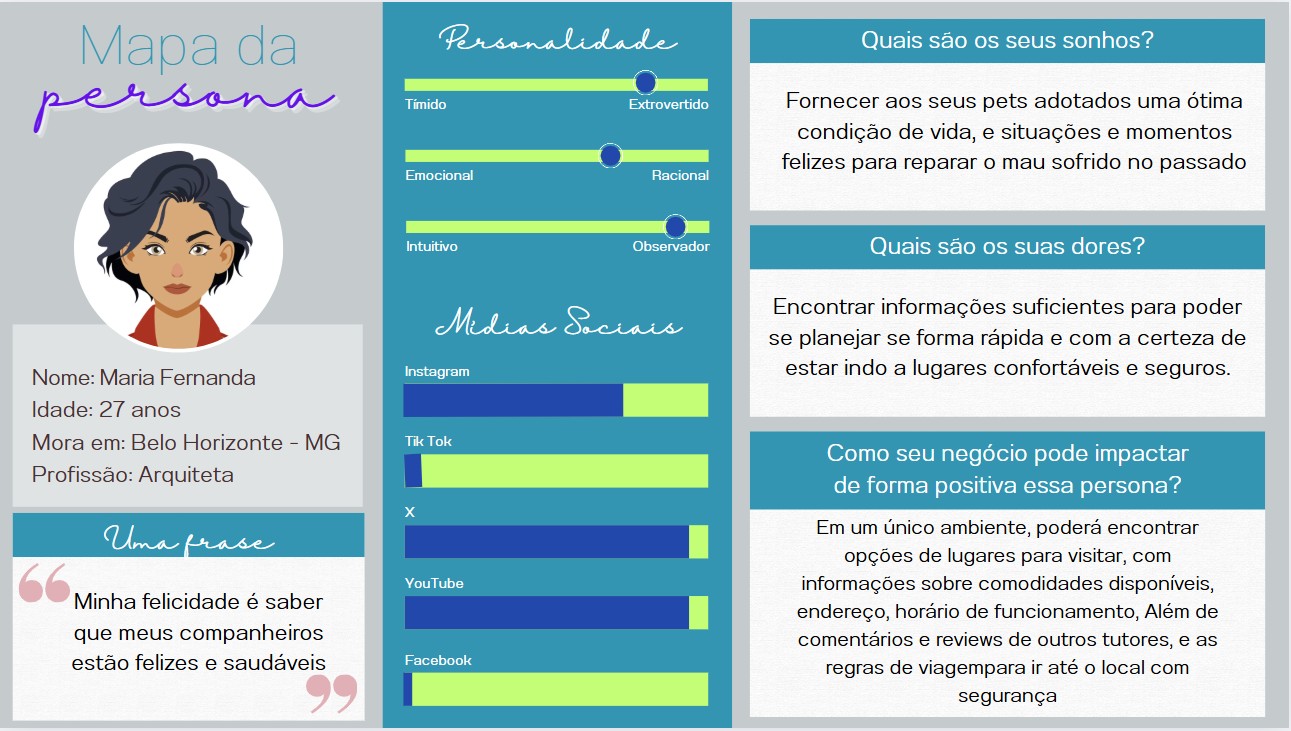 Mapa da
persona
Nome: Maria Fernanda
Idade: 27 anos
Mora em: Belo Horizonte - MG
Profissão: Arquiteta
Uma frase
“
Minha felicidade é saber
que meus companheiros
estão felizes e saudáveis
”
Personalidade
Tímido Extrovertido
Emocional Racional
Intuitivo Observador
Mídias Sociais
Instagram
Tik Tok
X
YouTube
Facebook
Quais são os seus sonhos?
Fornecer aos seus pets adotados uma ótima
condição de vida, e situações e momentos
felizes para reparar o mau sofrido no passado
Quais são os suas dores?
Encontrar informações suficientes para poder
se planejar se forma rápida e com a certeza de
estar indo a lugares confortáveis e seguros.
Como seu negócio pode impactar
de forma positiva essa persona?
Em um único ambiente, poderá encontrar
opções de lugares para visitar, com
informações sobre comodidades disponíveis,
endereço, horário de funcionamento, Além de
comentários e reviews de outros tutores, e as
regras de viagempara ir até o local com
segurança